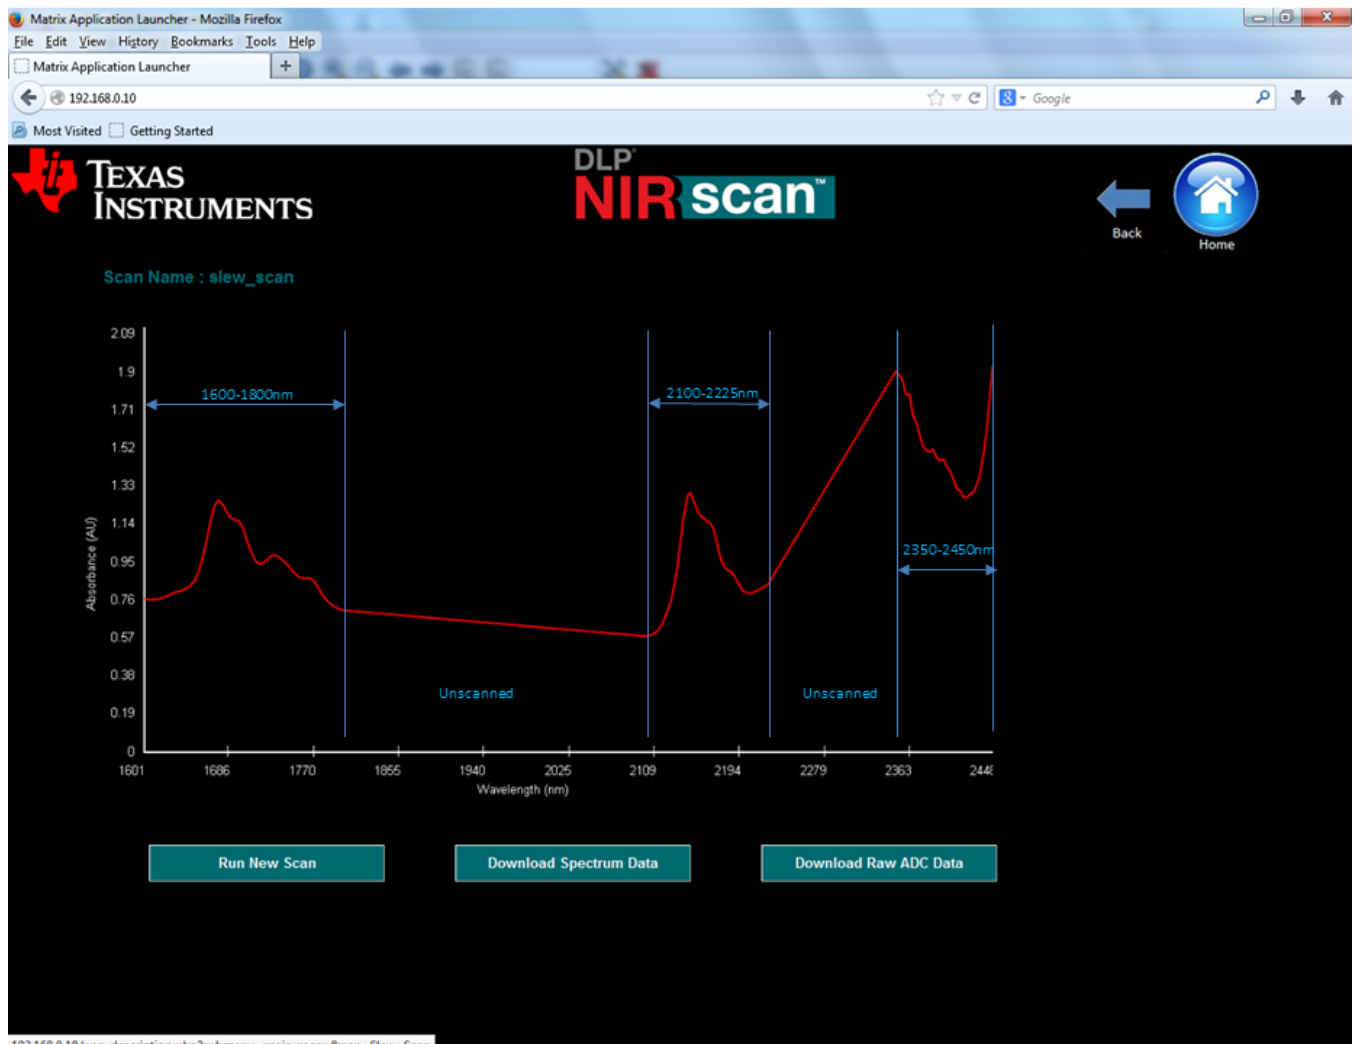 Matrix Application Launcher - Mozilla Firefox
File Edit View History Bookmarks Tools Help
Matrix Application Launcher +
192.168.0.10
8 Google
Most Visited Getting Started
TEXAS INSTRUMENTS
DLP®
NIRscan™
Back
Home
Scan Name : slew_scan
2.09
1.9
1.71
1.52
1.33
1.14
0.95
0.76
0.57
0.38
0.19
0
Absorbance (AU)
1600-1800nm
2100-2225nm
2350-2450nm
Unscanned
Unscanned
1601 1686 1770 1855 1940 2025 2109 2194 2279 2363 2448
Wavelength (nm)
Run New Scan
Download Spectrum Data
Download Raw ADC Data